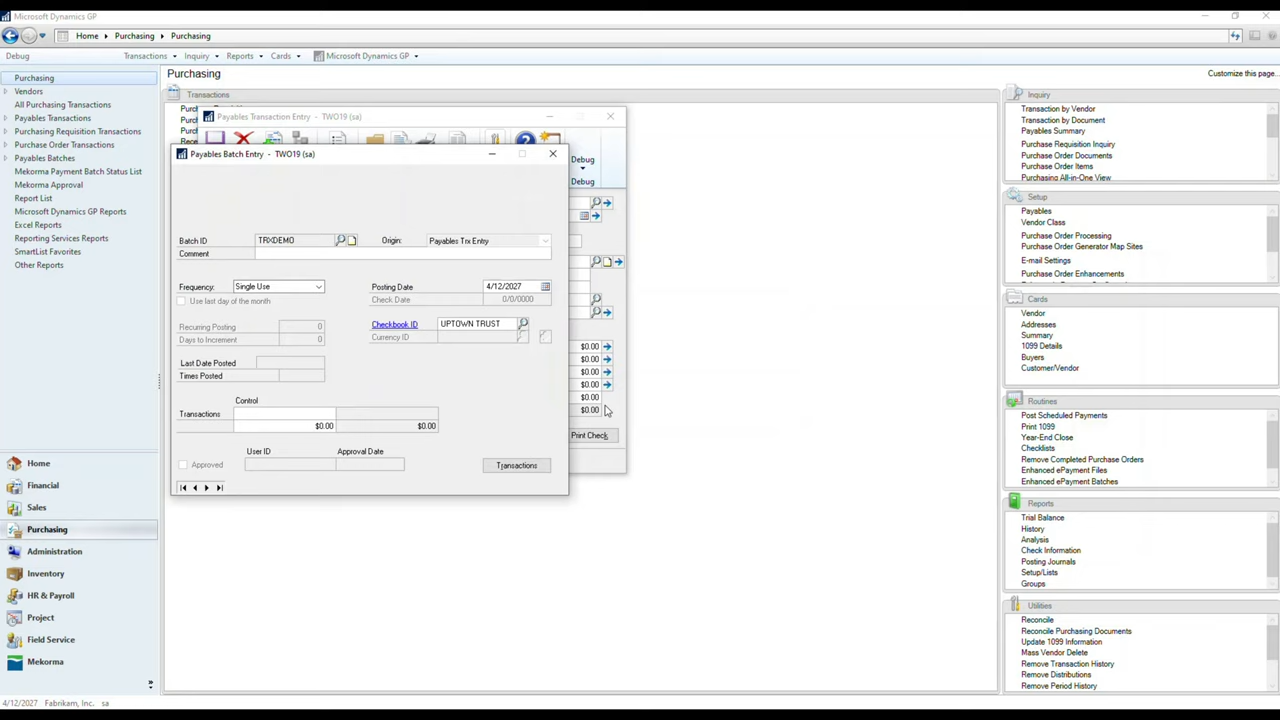 Microsoft Dynamics GP
Home
Purchasing
Purchasing
Debug
Transactions
Inquiry
Reports
Cards
Microsoft Dynamics GP
Purchasing
Vendors
All Purchasing Transactions
Payables Transactions
Purchasing Requisition Transactions
Purchase Order Transactions
Payables Batches
Mekorma Payment Batch Status List
Mekorma Approval
Report List
Microsoft Dynamics GP Reports
Excel Reports
Reporting Services Reports
SmartList Favorites
Other Reports
Home
Financial
Sales
Purchasing
Administration
Inventory
HR & Payroll
Project
Field Service
Mekorma
Purchasing
Customize this page...
Transactions
Payables Transaction Entry - TWO19 (sa)
Debug
Debug
$0.00
$0.00
$0.00
$0.00
$0.00
$0.00
Print Check
Payables Batch Entry - TWO19 (sa)
Batch ID TRXDEMO Origin: Payables Trx Entry
Comment
Frequency: Single Use Posting Date 4/12/2027
Use last day of the month Check Date 0/0/0000
Checkbook ID UPTOWN TRUST
Recurring Posting 0 Currency ID
Days to Increment 0
Last Date Posted
Times Posted
Control
Transactions
$0.00 $0.00
User ID Approval Date
Approved
Transactions
Inquiry
Transaction by Vendor
Transaction by Document
Payables Summary
Purchase Requisition Inquiry
Purchase Order Documents
Purchase Order Items
Purchasing All-in-One View
Setup
Payables
Vendor Class
Purchase Order Processing
Purchase Order Generator Map Sites
E-mail Settings
Purchase Order Enhancements
Cards
Vendor
Addresses
Summary
1099 Details
Buyers
Customer/Vendor
Routines
Post Scheduled Payments
Print 1099
Year-End Close
Checklists
Remove Completed Purchase Orders
Enhanced ePayment Files
Enhanced ePayment Batches
Reports
Trial Balance
History
Analysis
Check Information
Posting Journals
Setup/Lists
Groups
Utilities
Reconcile
Reconcile Purchasing Documents
Update 1099 Information
Mass Vendor Delete
Remove Transaction History
Remove Distributions
Remove Period History
4/12/2027 Fabrikam, Inc. sa